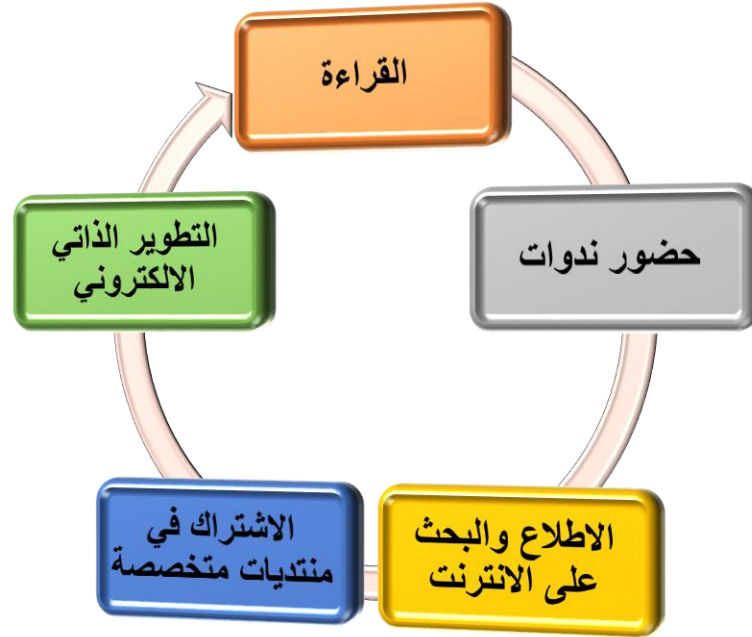 القراءة
حضور ندوات
الاطلاع والبحث
على الانترنت
الاشتراك في
منتديات متخصصة
التطوير الذاتي
الالكتروني